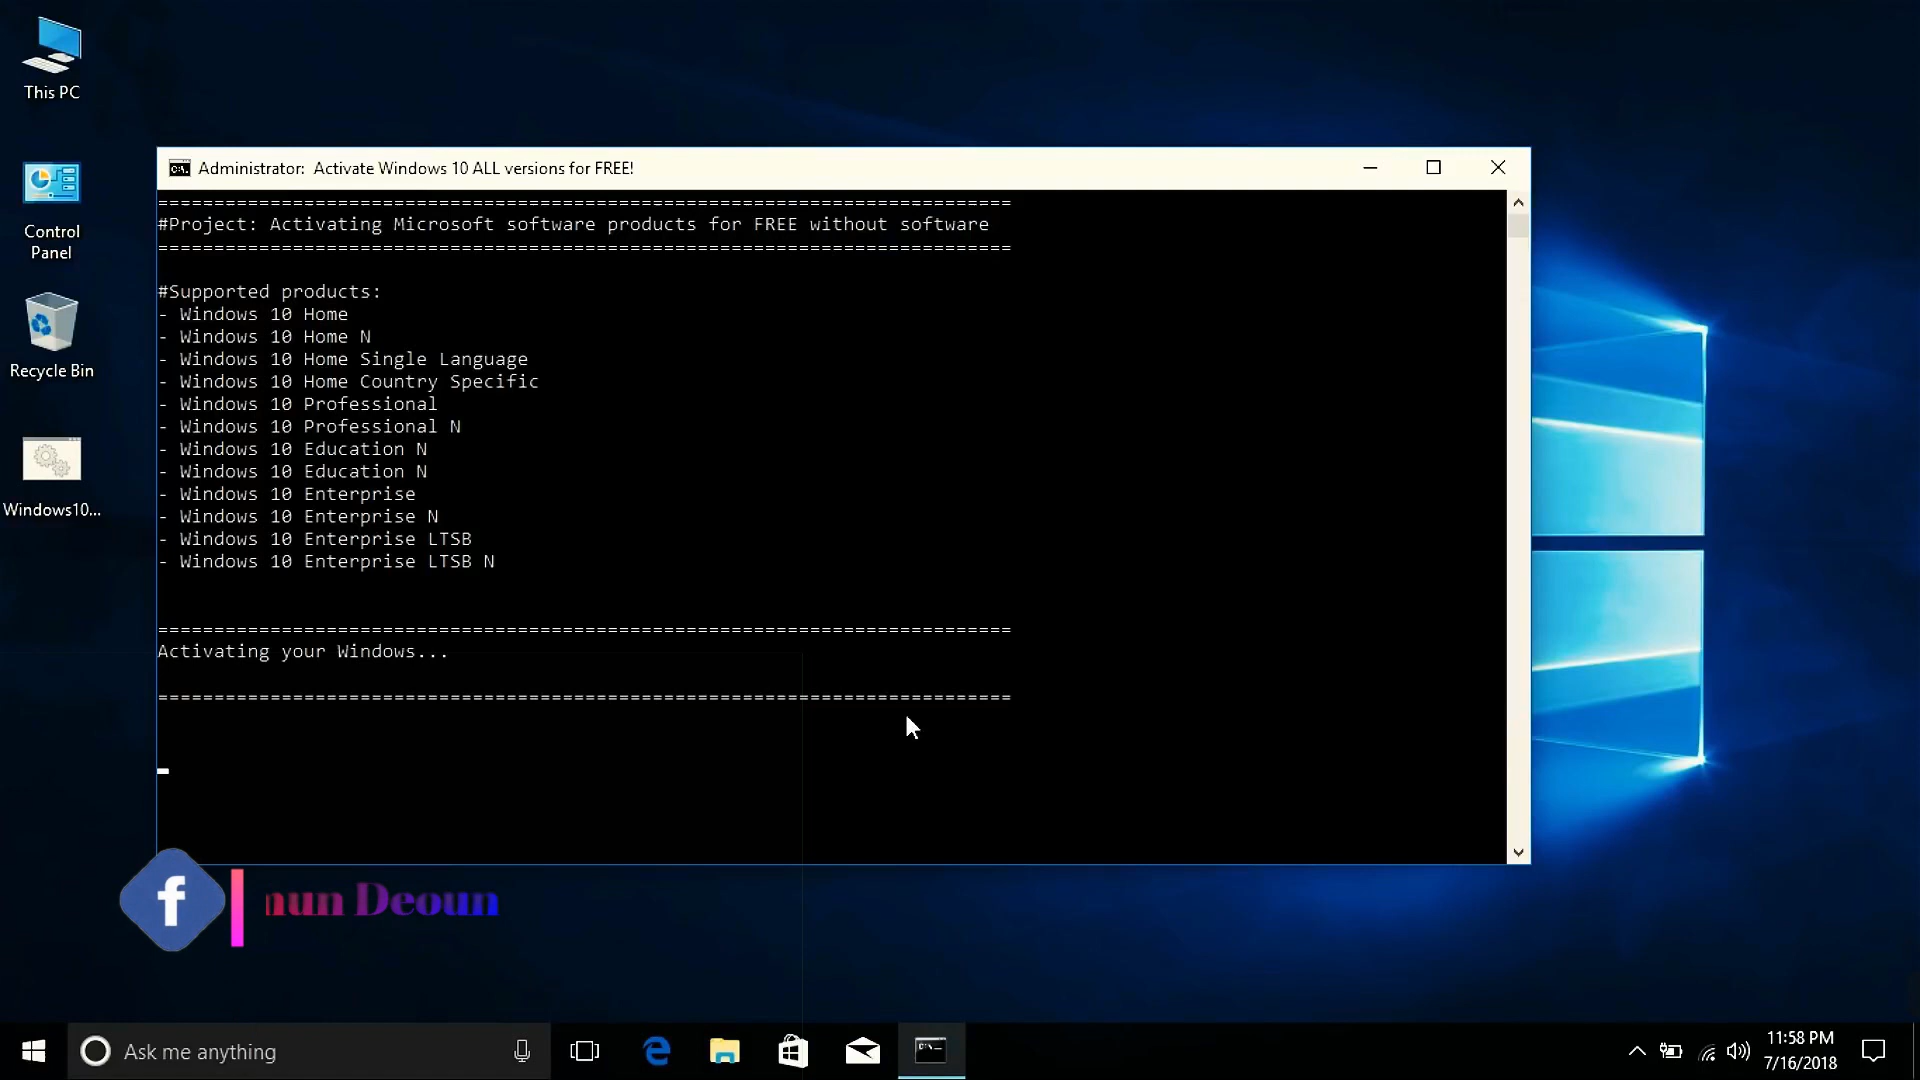 This PC
Control
Panel
Recycle Bin
Windows10...
Administrator:  Activate Windows 10 ALL versions for FREE!
============================================================================
#Project: Activating Microsoft software products for FREE without software
============================================================================
#Supported products:
- Windows 10 Home
- Windows 10 Home N
- Windows 10 Home Single Language
- Windows 10 Home Country Specific
- Windows 10 Professional
- Windows 10 Professional N
- Windows 10 Education N
- Windows 10 Education N
- Windows 10 Enterprise
- Windows 10 Enterprise N
- Windows 10 Enterprise LTSB
- Windows 10 Enterprise LTSB N
============================================================================
Activating your Windows...
============================================================================
f
nun Deoun
Ask me anything
11:58 PM
7/16/2018